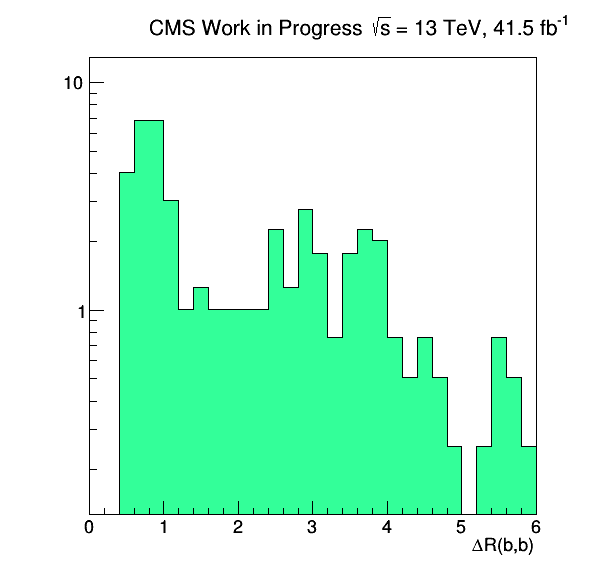 CMS Work in Progress √s = 13 TeV, 41.5 fb⁻¹
10
1
0 1 2 3 4 5 6
ΔR(b,b)